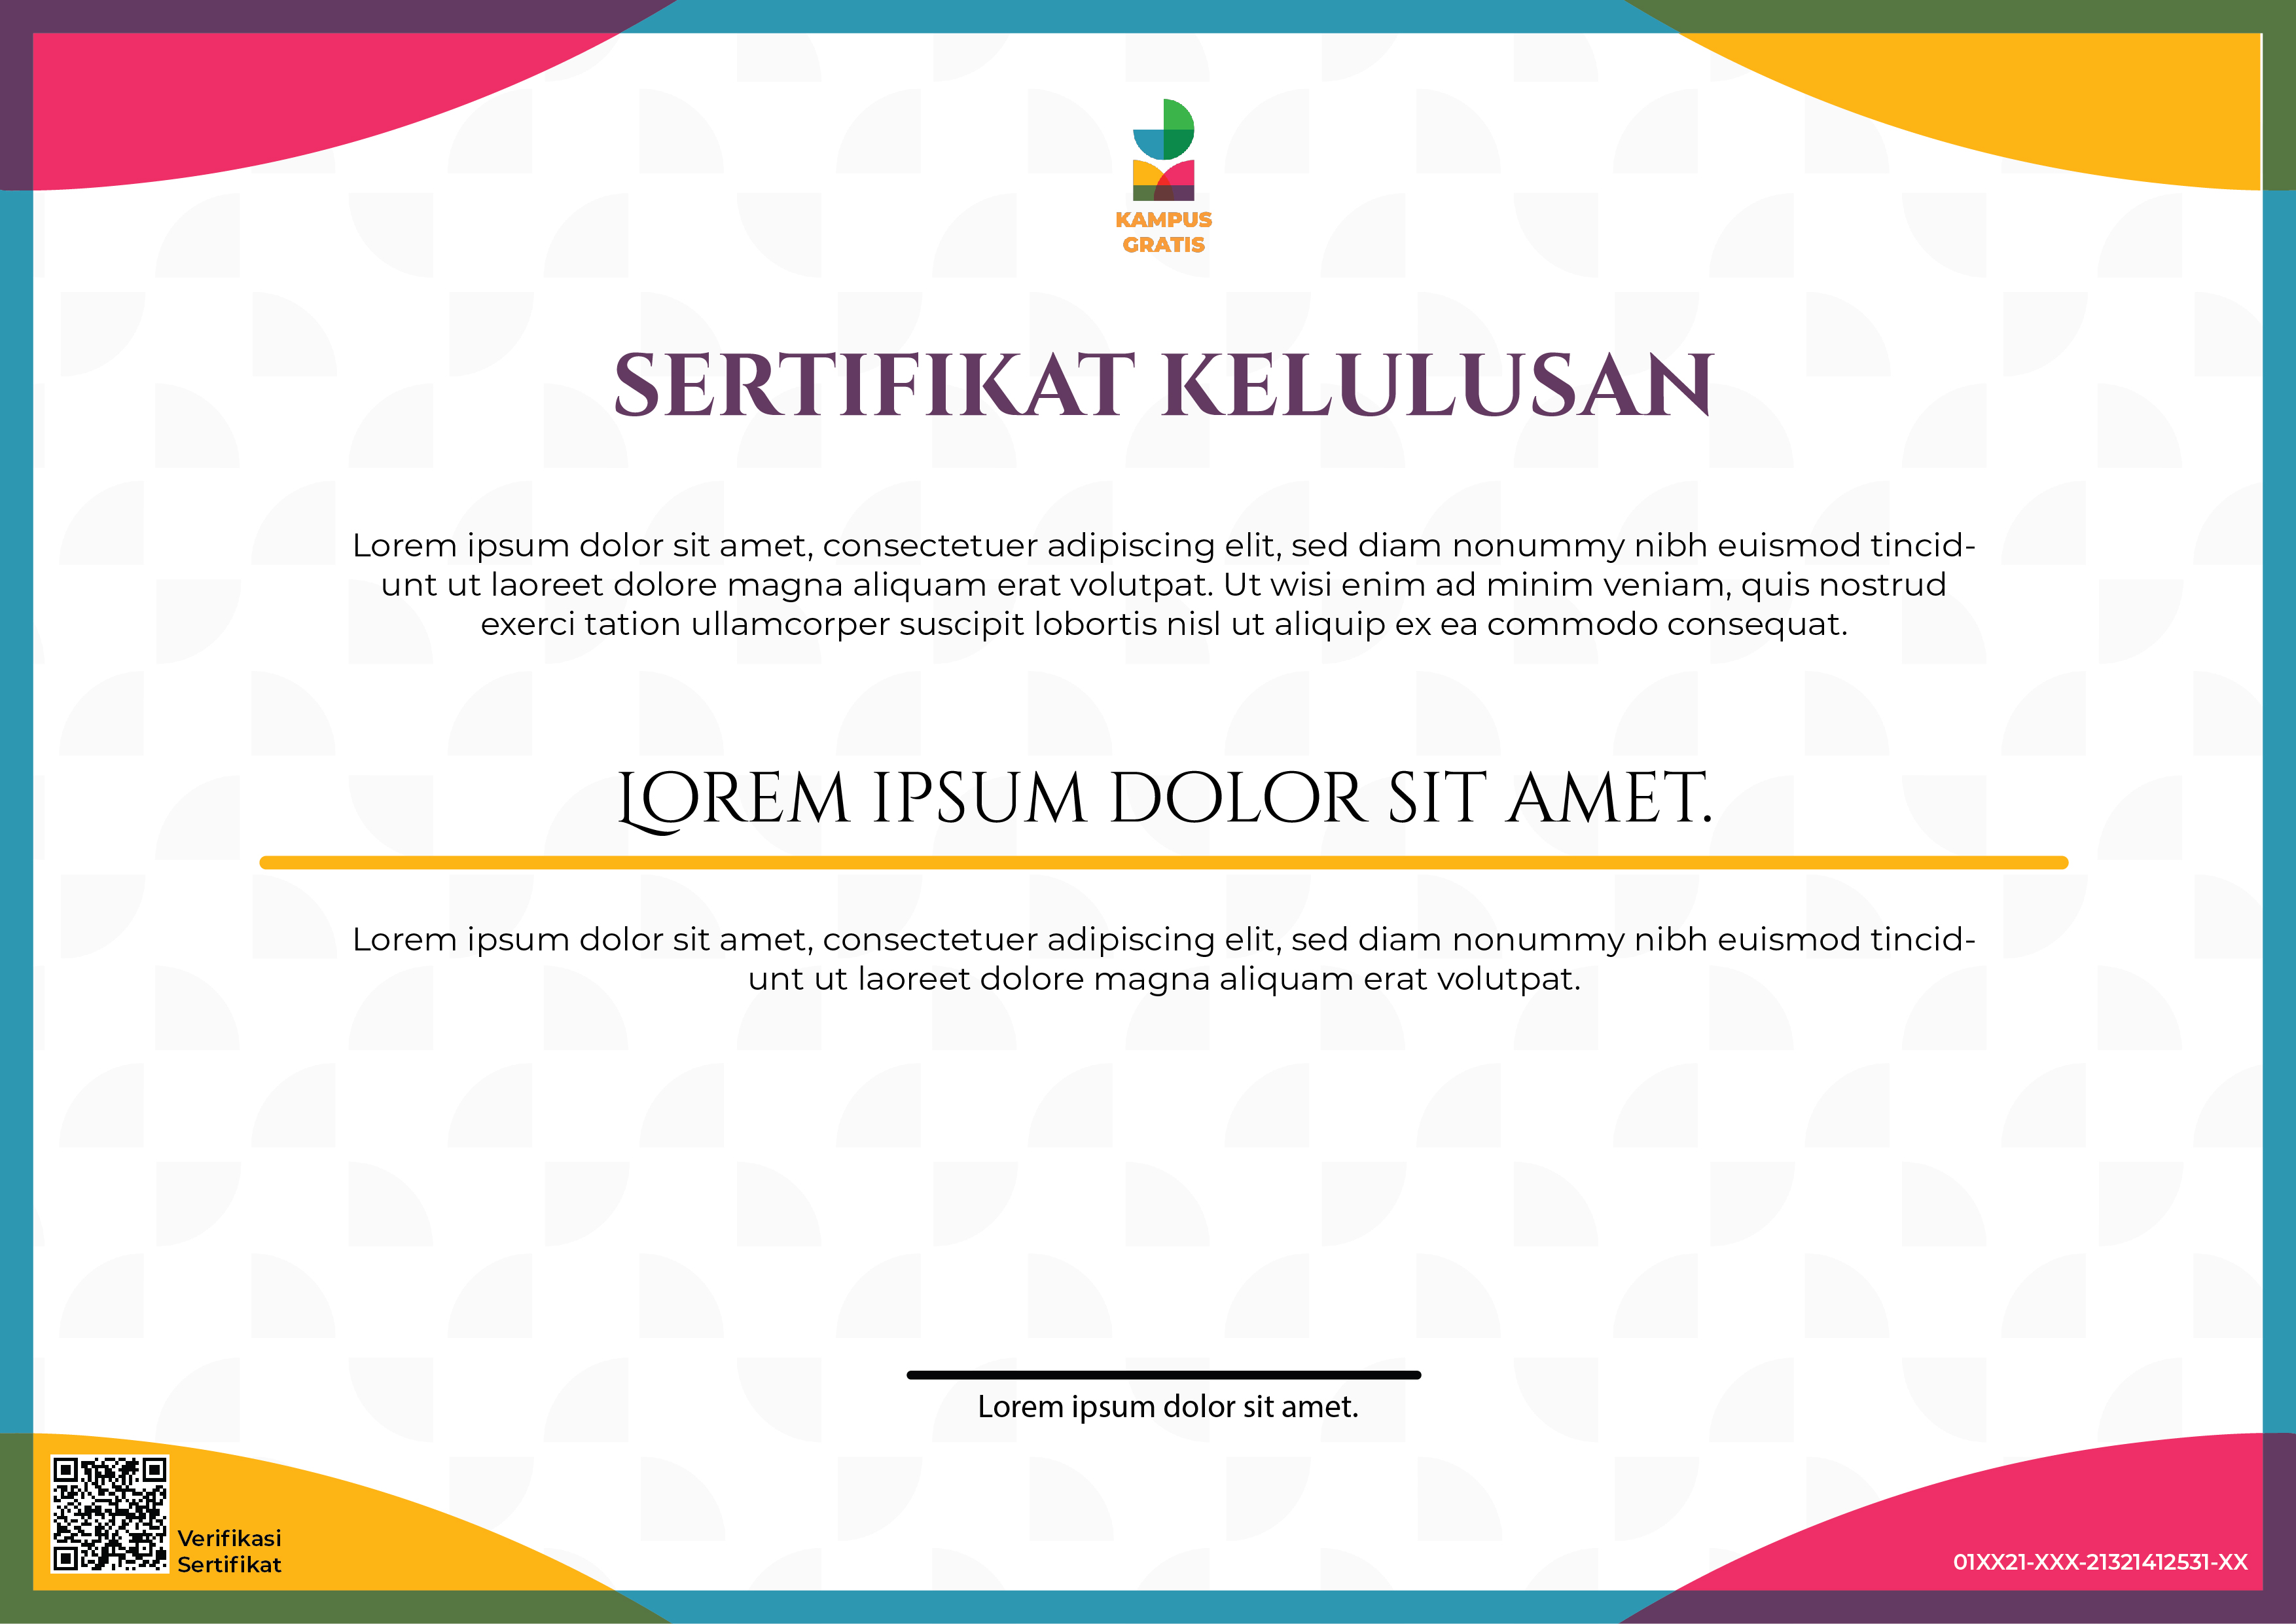 KAMPUS
GRATIS
SERTIFIKAT KELULUSAN
Lorem ipsum dolor sit amet, consectetuer adipiscing elit, sed diam nonummy nibh euismod tincid-
unt ut laoreet dolore magna aliquam erat volutpat. Ut wisi enim ad minim veniam, quis nostrud
exerci tation ullamcorper suscipit lobortis nisl ut aliquip ex ea commodo consequat.
LOREM IPSUM DOLOR SIT AMET.
Lorem ipsum dolor sit amet, consectetuer adipiscing elit, sed diam nonummy nibh euismod tincid-
unt ut laoreet dolore magna aliquam erat volutpat.
Lorem ipsum dolor sit amet.
Verifikasi
Sertifikat
01XX21-XXX-21321412531-XX